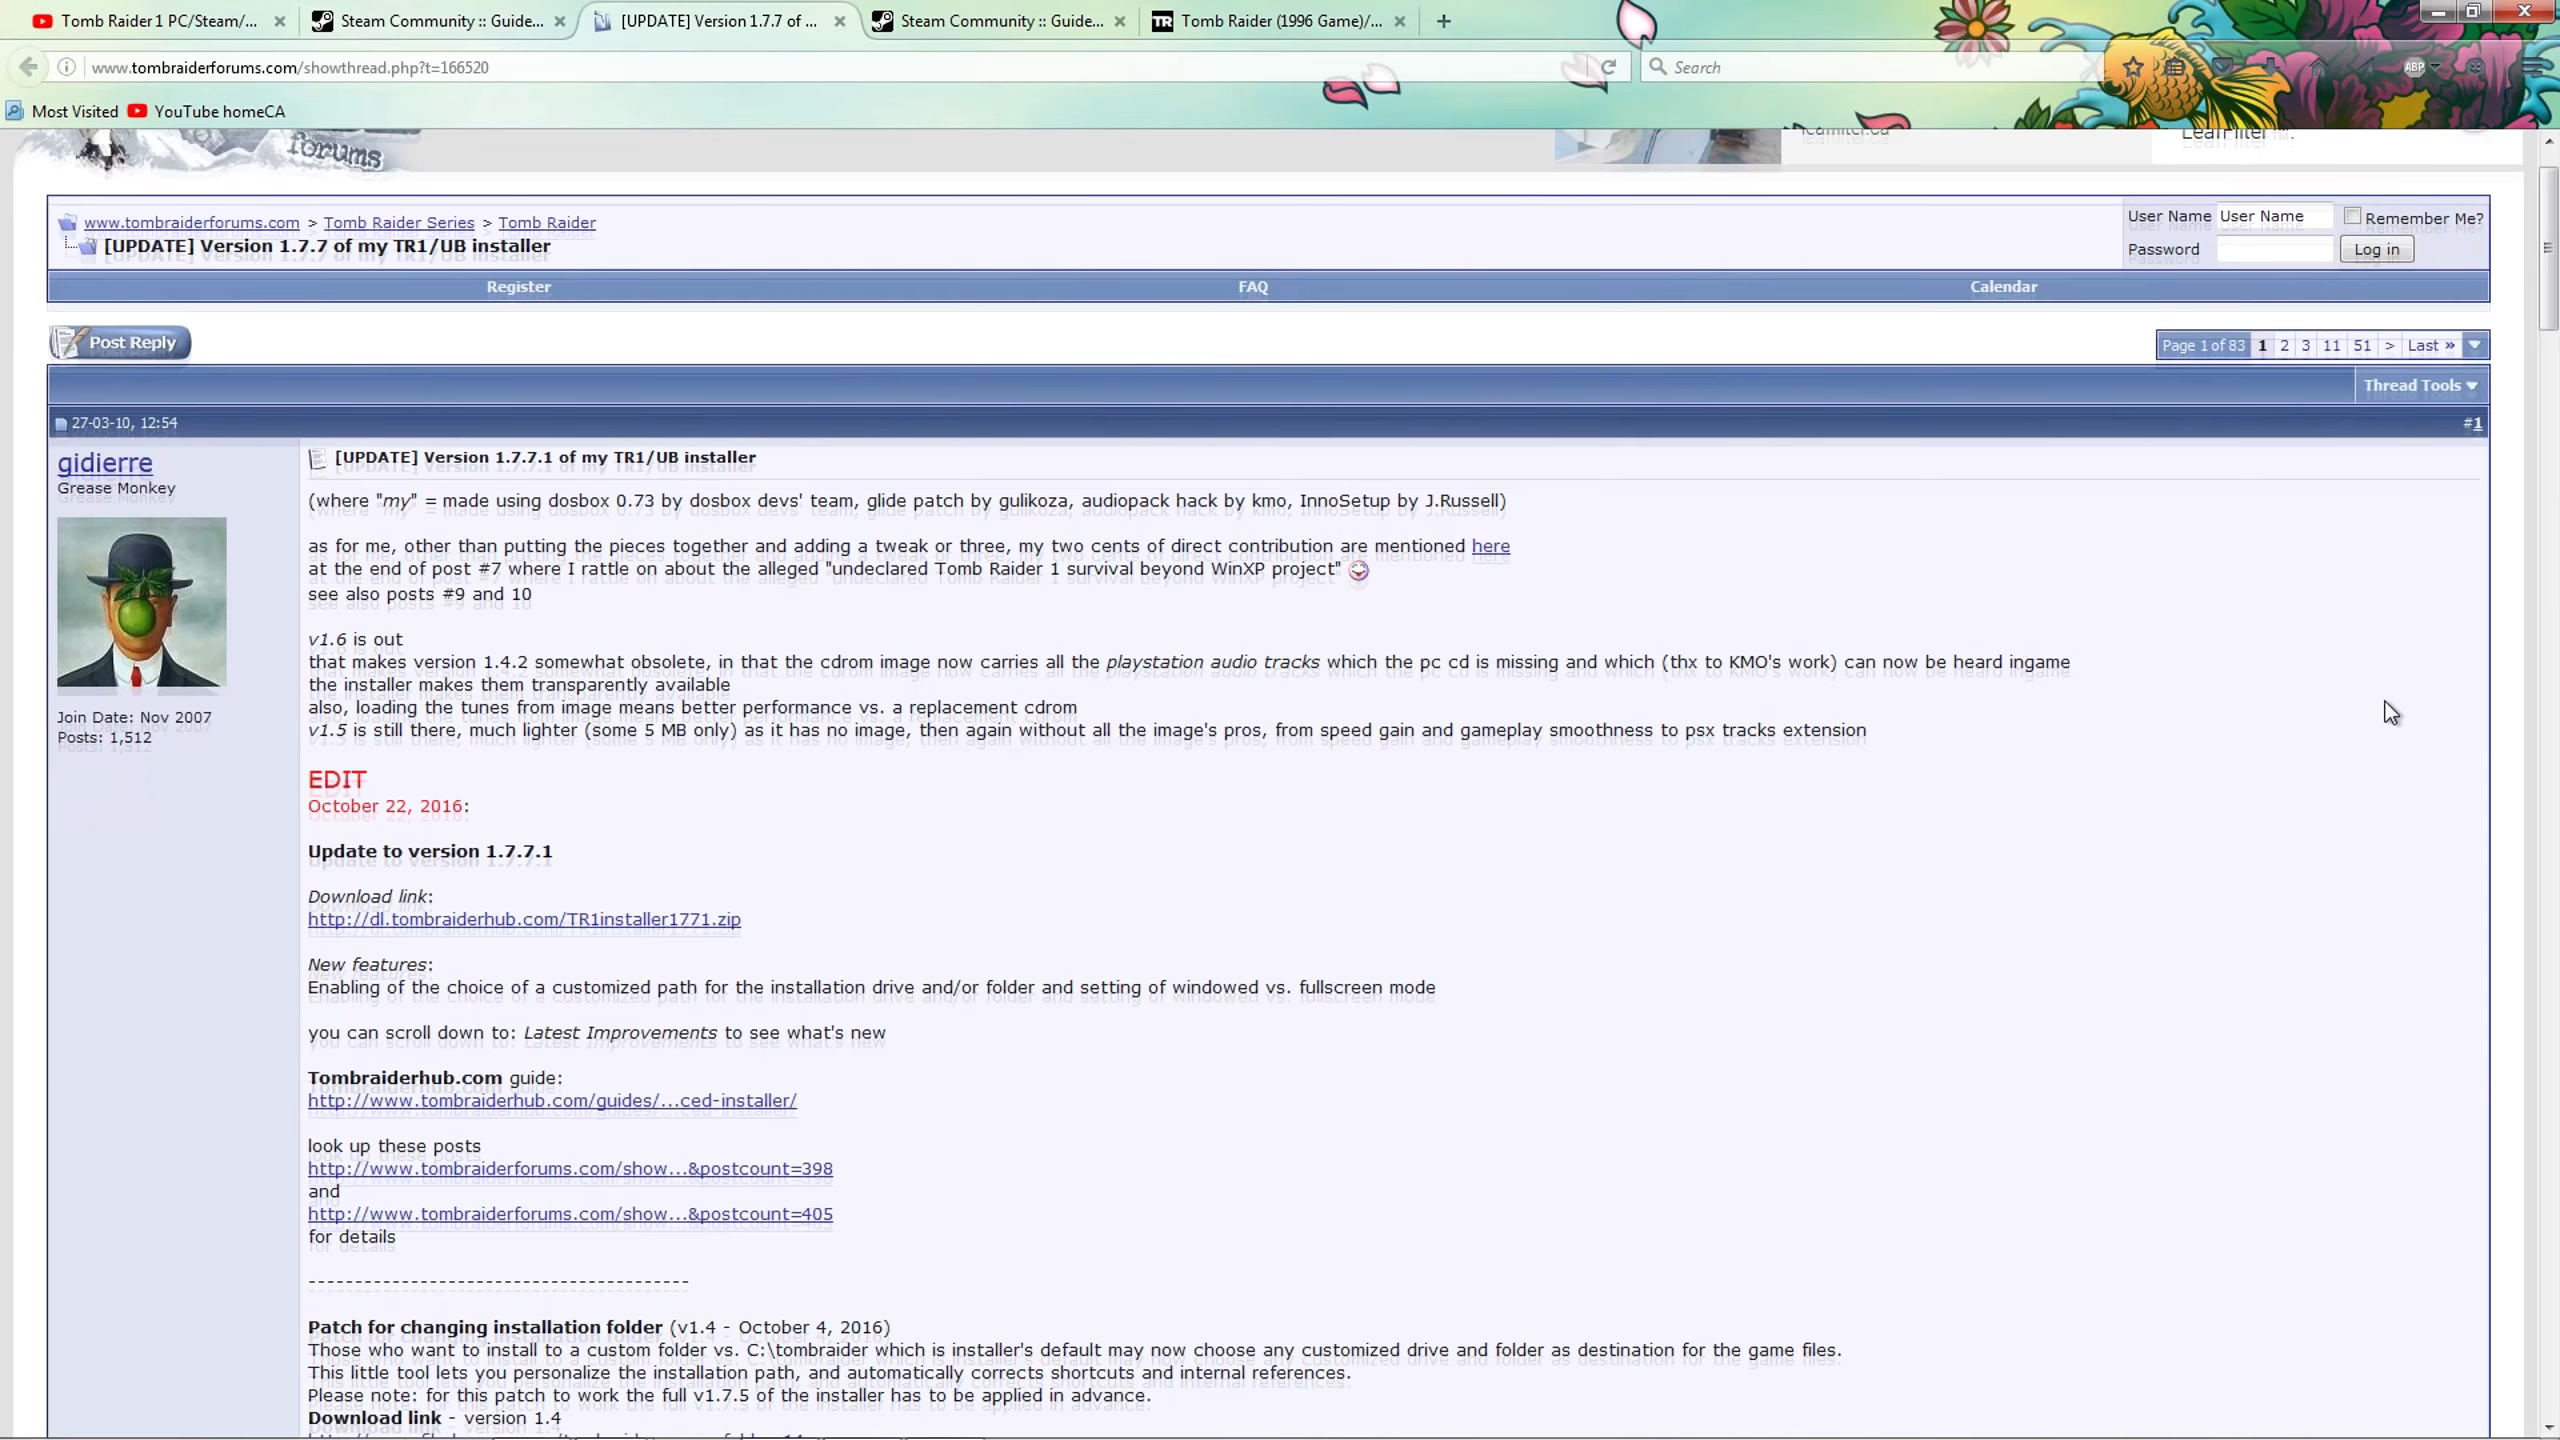 Tomb Raider 1 PC/Steam/...
Steam Community :: Guide...
[UPDATE] Version 1.7.7 of ...
Steam Community :: Guide...
Tomb Raider (1996 Game)/...
www.tombraiderforums.com/showthread.php?t=166520
Search
ABP
Most Visited
YouTube homeCA
forums
www.tombraiderforums.com > Tomb Raider Series > Tomb Raider
[UPDATE] Version 1.7.7 of my TR1/UB installer
User Name User Name Remember Me?
Password Log in
Register FAQ Calendar
Post Reply
Page 1 of 83 1 2 3 11 51 > Last »
Thread Tools
27-03-10, 12:54
#1
gidierre
Grease Monkey
Join Date: Nov 2007
Posts: 1,512
[UPDATE] Version 1.7.7.1 of my TR1/UB installer
(where "my" = made using dosbox 0.73 by dosbox devs' team, glide patch by gulikoza, audiopack hack by kmo, InnoSetup by J.Russell)
as for me, other than putting the pieces together and adding a tweak or three, my two cents of direct contribution are mentioned here
at the end of post #7 where I rattle on about the alleged "undeclared Tomb Raider 1 survival beyond WinXP project"
see also posts #9 and 10
v1.6 is out
that makes version 1.4.2 somewhat obsolete, in that the cdrom image now carries all the playstation audio tracks which the pc cd is missing and which (thx to KMO's work) can now be heard ingame
the installer makes them transparently available
also, loading the tunes from image means better performance vs. a replacement cdrom
v1.5 is still there, much lighter (some 5 MB only) as it has no image, then again without all the image's pros, from speed gain and gameplay smoothness to psx tracks extension
EDIT
October 22, 2016:
Update to version 1.7.7.1
Download link:
http://dl.tombraiderhub.com/TR1installer1771.zip
New features:
Enabling of the choice of a customized path for the installation drive and/or folder and setting of windowed vs. fullscreen mode
you can scroll down to: Latest Improvements to see what's new
Tombraiderhub.com guide:
http://www.tombraiderhub.com/guides/...ced-installer/
look up these posts
http://www.tombraiderforums.com/show...&postcount=398
and
http://www.tombraiderforums.com/show...&postcount=405
for details
-----------------------------------------
Patch for changing installation folder (v1.4 - October 4, 2016)
Those who want to install to a custom folder vs. C:\tombraider which is installer's default may now choose any customized drive and folder as destination for the game files.
This little tool lets you personalize the installation path, and automatically corrects shortcuts and internal references.
Please note: for this patch to work the full v1.7.5 of the installer has to be applied in advance.
Download link - version 1.4